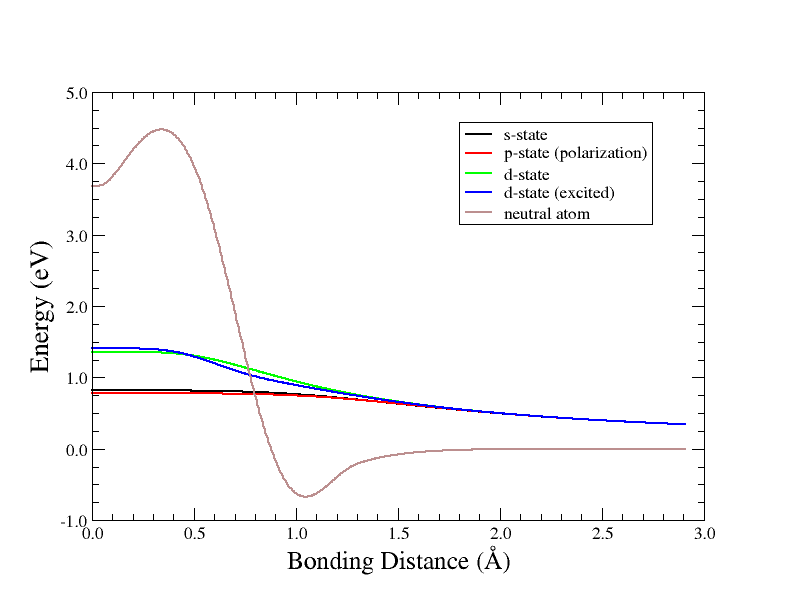 5.0
4.0
3.0
2.0
1.0
0.0
-1.0
Energy (eV)
s-state
p-state (polarization)
d-state
d-state (excited)
neutral atom
0.0 0.5 1.0 1.5 2.0 2.5 3.0
Bonding Distance (Å)